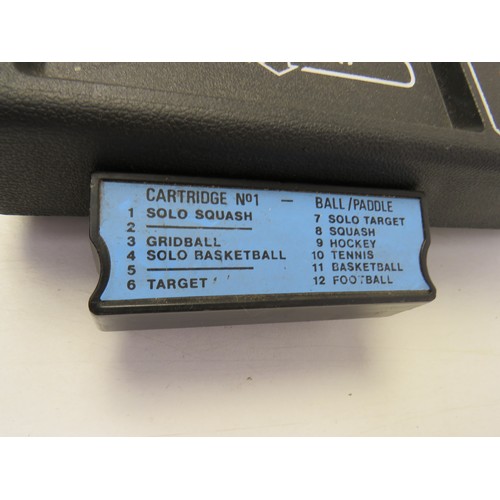 CARTRIDGE Nº1 — BALL/PADDLE
1 SOLO SQUASH
2 ————
3 GRIDBALL
4 SOLO BASKETBALL
5 ————
6 TARGET
7 SOLO TARGET
8 SQUASH
9 HOCKEY
10 TENNIS
11 BASKETBALL
12 FOOTBALL